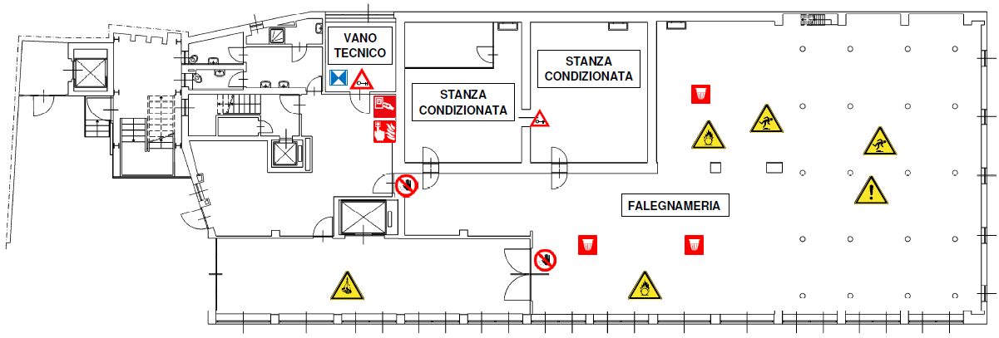 VANO
TECNICO
STANZA
CONDIZIONATA
STANZA
CONDIZIONATA
FALEGNAMERIA